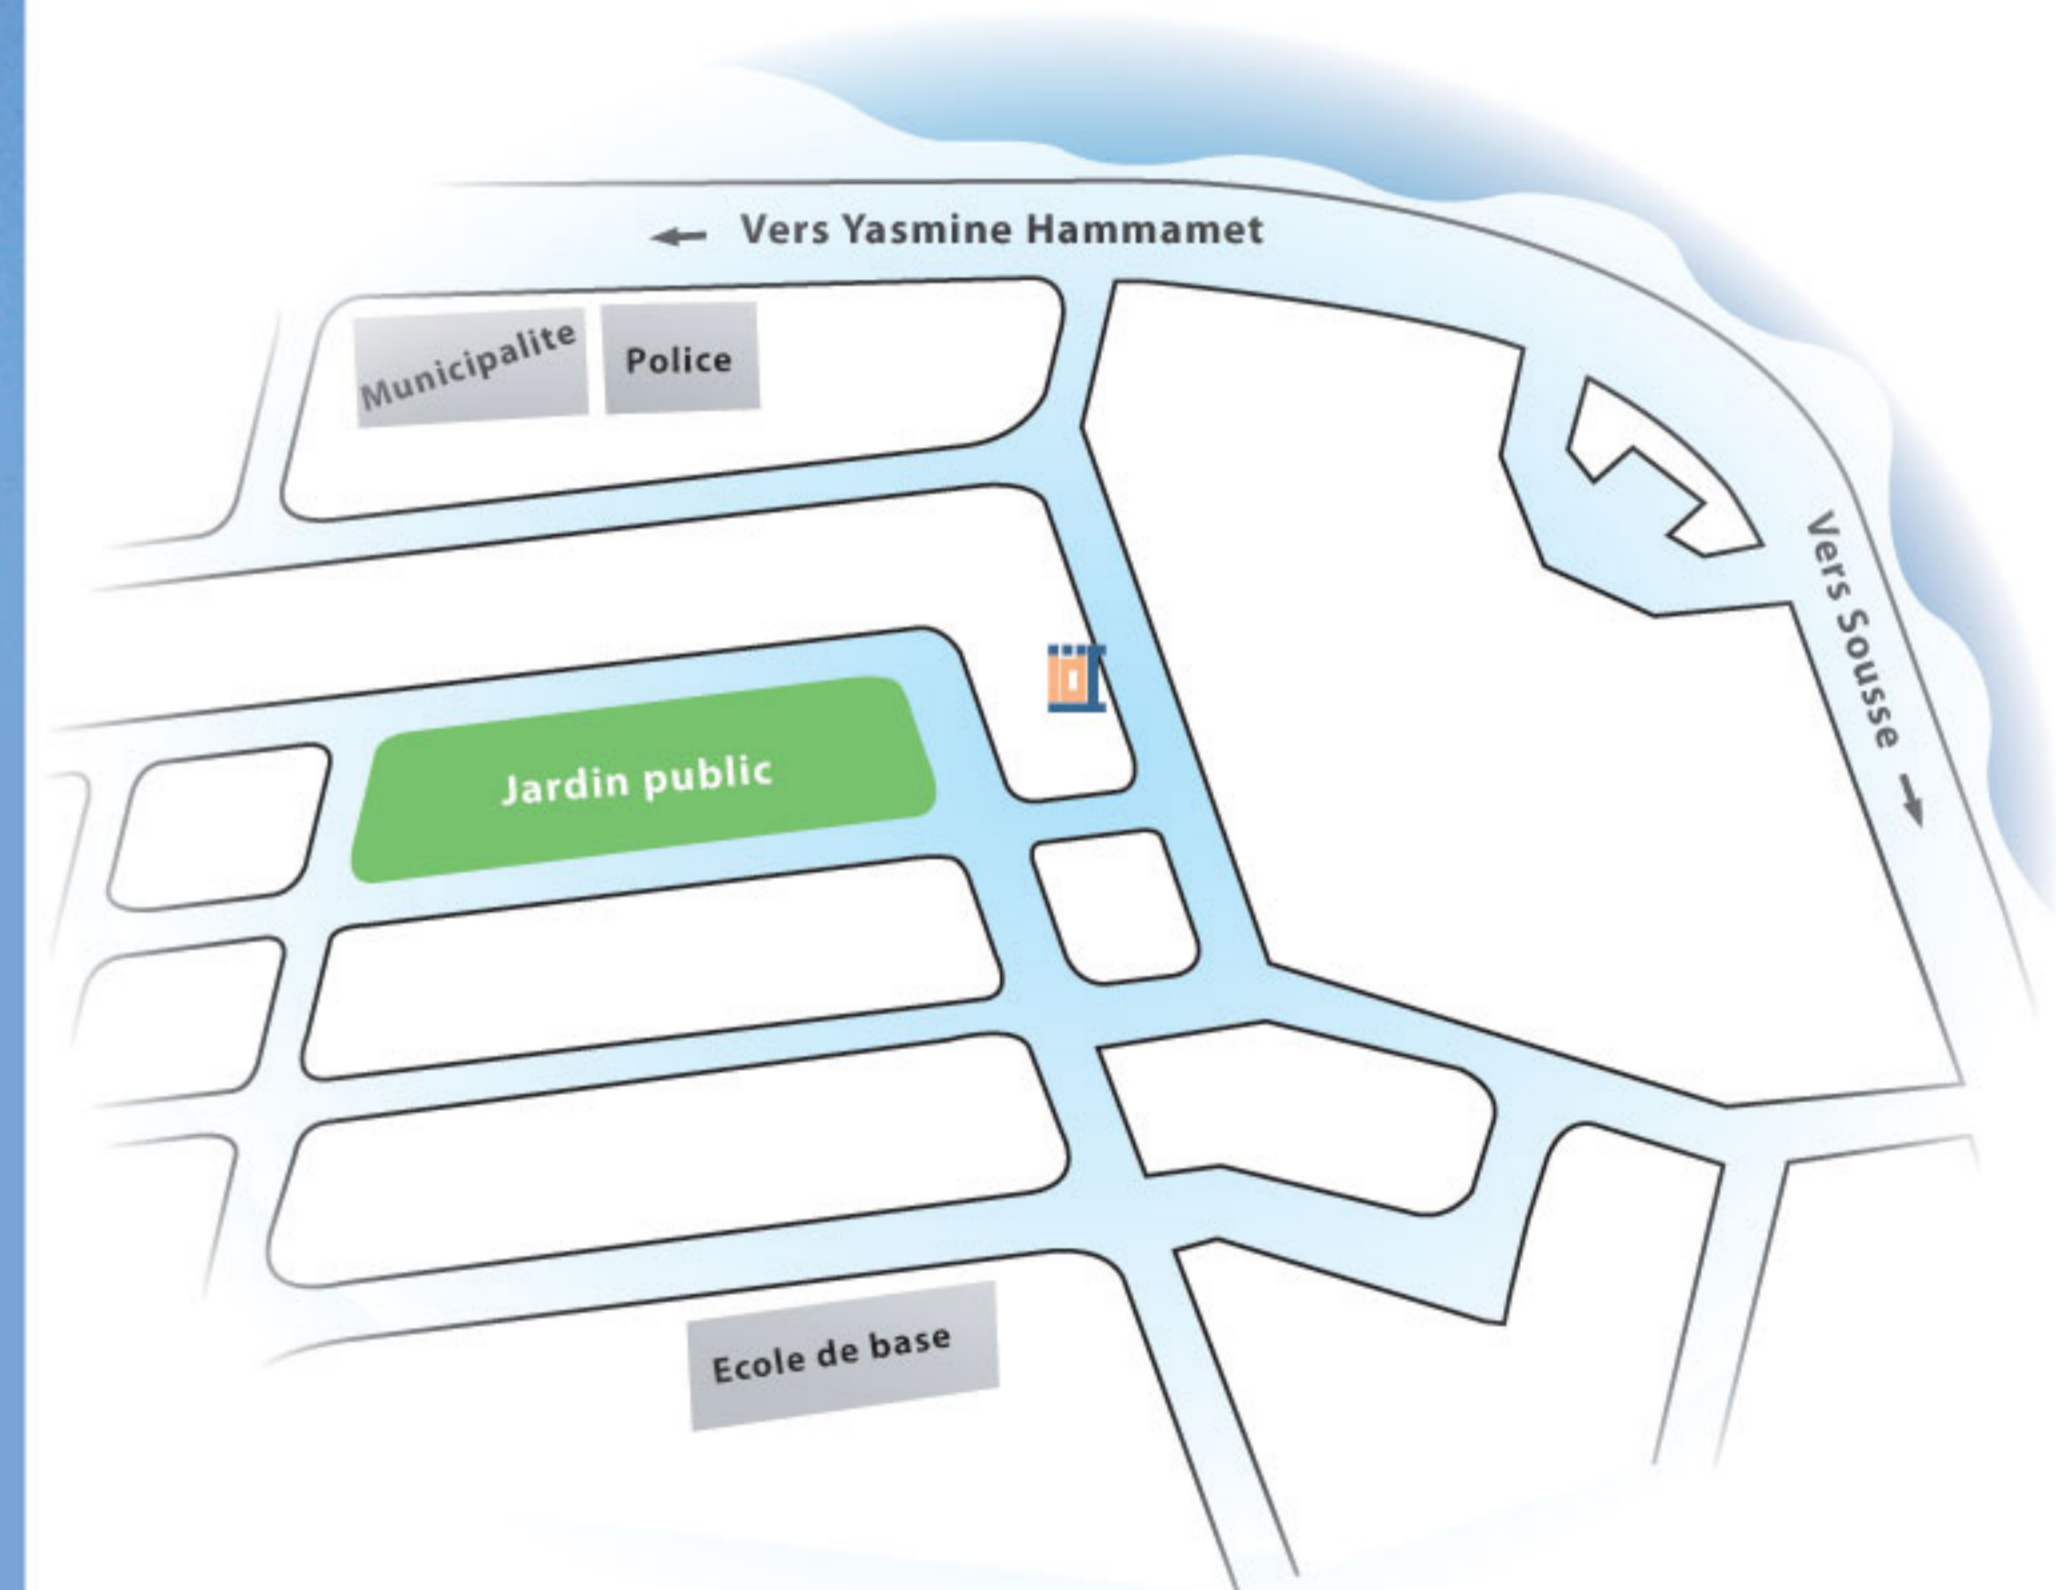 Vers Yasmine Hammamet
Municipalite
Police
Vers Sousse
Jardin public
Ecole de base